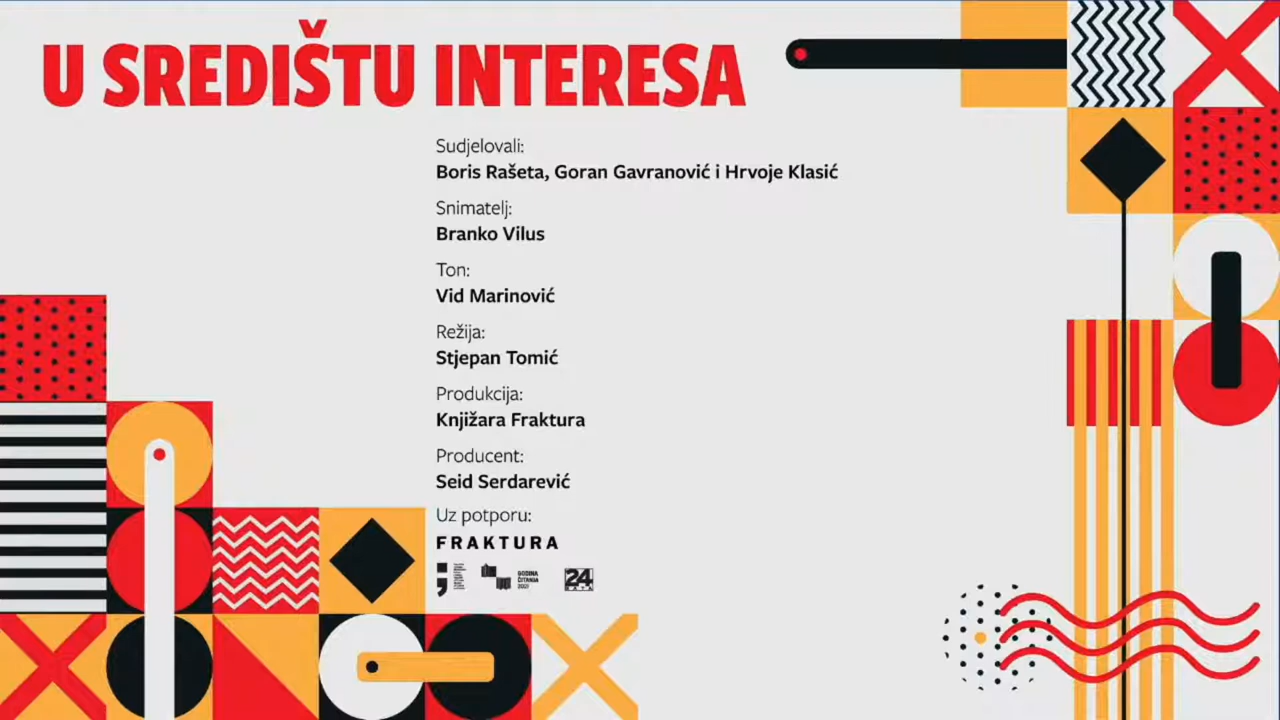 U SREDIŠTU INTERESA
Sudjelovali:
Boris Rašeta, Goran Gavranović i Hrvoje Klasić
Snimatelj:
Branko Vilus
Ton:
Vid Marinović
Režija:
Stjepan Tomić
Produkcija:
Knjižara Fraktura
Producent:
Seid Serdarević
Uz potporu:
FRAKTURA
GODINA
ČITANJA
2021
24